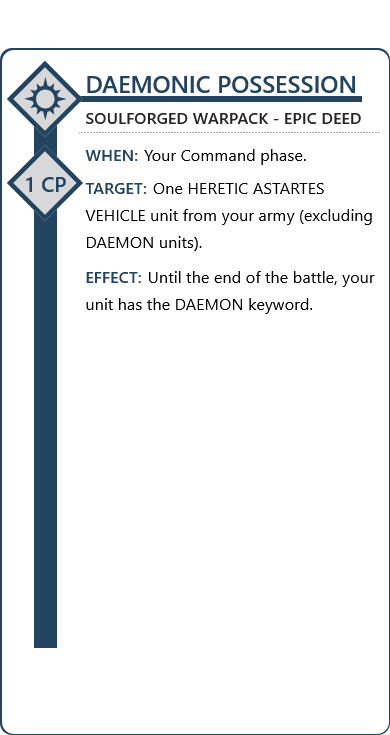 DAEMONIC POSSESSION
SOULFORGED WARPACK - EPIC DEED
WHEN: Your Command phase.
1 CP
TARGET: One HERETIC ASTARTES
VEHICLE unit from your army (excluding
DAEMON units).
EFFECT: Until the end of the battle, your
unit has the DAEMON keyword.